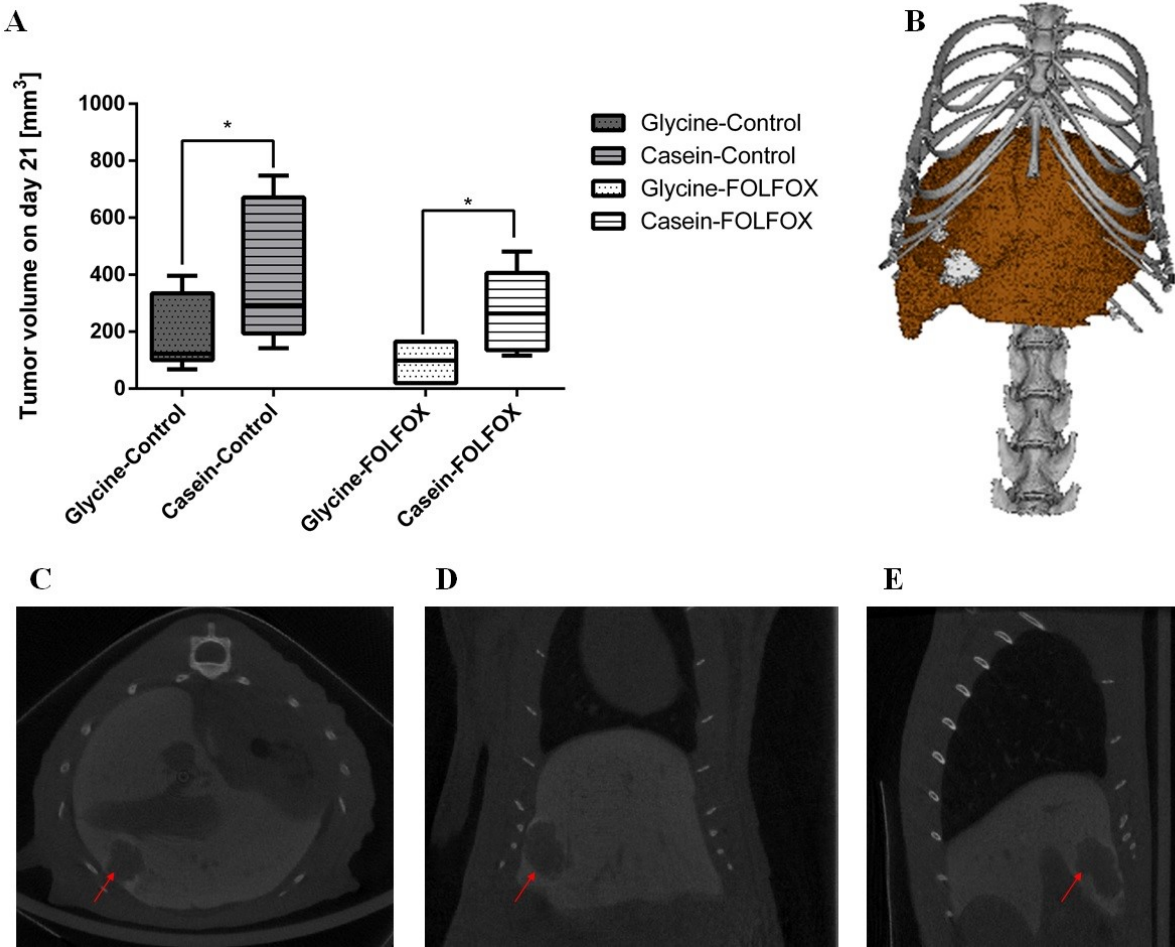 A
B
Tumor volume on day 21 [mm³]
1000
800
600
400
200
0
*
*
Glycine-Control
Casein-Control
Glycine-FOLFOX
Casein-FOLFOX
Glycine-Control
Casein-Control
Glycine-FOLFOX
Casein-FOLFOX
C
D
E